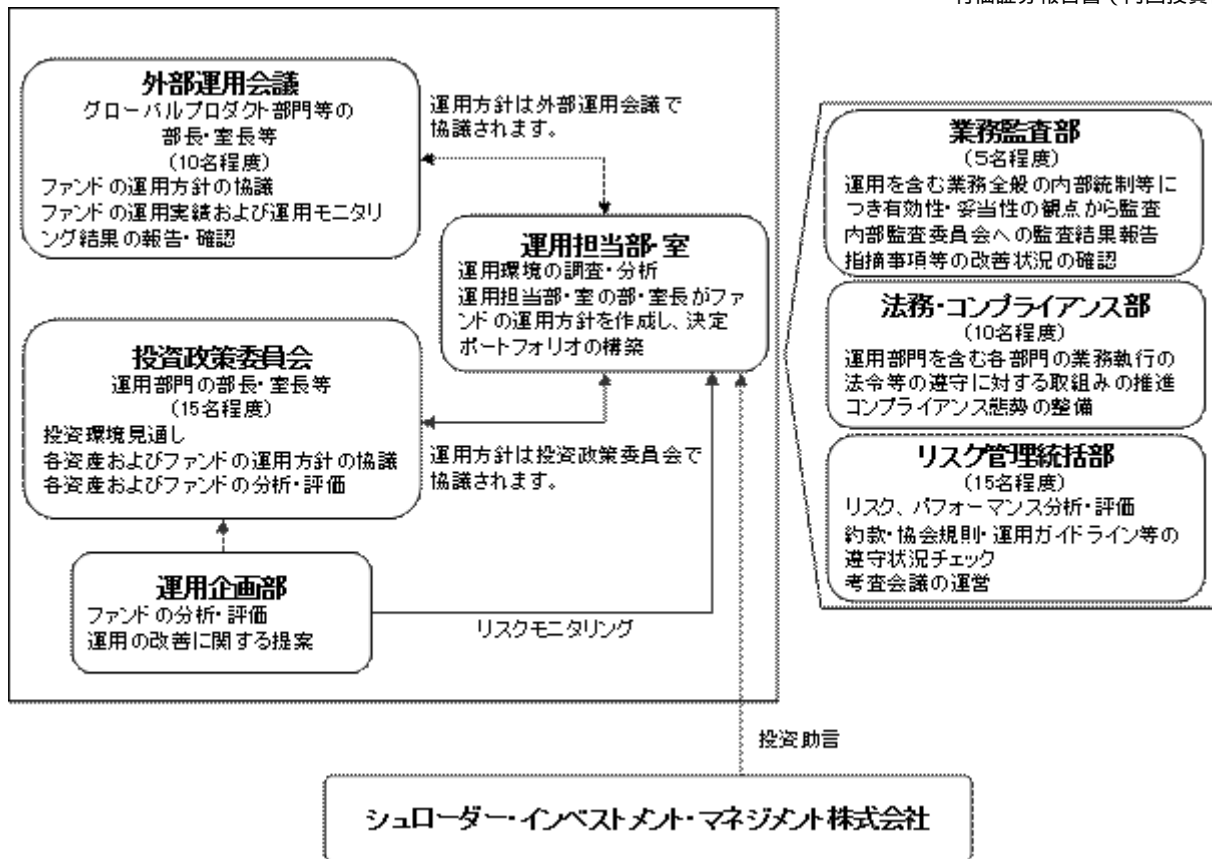 外部運用会議
グローバルプロダクト部門等の
部長・室長等
(10名程度)
ファンドの運用方針の協議
ファンドの運用実績および運用モニタリ
ング結果の報告・確認
運用方針は外部運用会議で
協議されます。
運用担当部・室
運用環境の調査・分析
運用担当部・室の部・室長がファ
ンドの運用方針を作成し、決定
ポートフォリオの構築
投資政策委員会
運用部門の部長・室長等
(15名程度)
投資環境見通し
各資産およびファンドの運用方針の協議
各資産およびファンドの分析・評価
運用方針は投資政策委員会で
協議されます。
運用企画部
ファンドの分析・評価
運用の改善に関する提案
リスクモニタリング
業務監査部
(5名程度)
運用を含む業務全般の内部統制等に
つき有効性・妥当性の観点から監査
内部監査委員会への監査結果報告
指摘事項等の改善状況の確認
法務・コンプライアンス部
(10名程度)
運用部門を含む各部門の業務執行の
法令等の遵守に対する取組みの推進
コンプライアンス態勢の整備
リスク管理統括部
(15名程度)
リスク、パフォーマンス分析・評価
約款・協会規則・運用ガイドライン等の
遵守状況チェック
考査会議の運営
投資助言
シュローダー・インベストメント・マネジメント株式会社